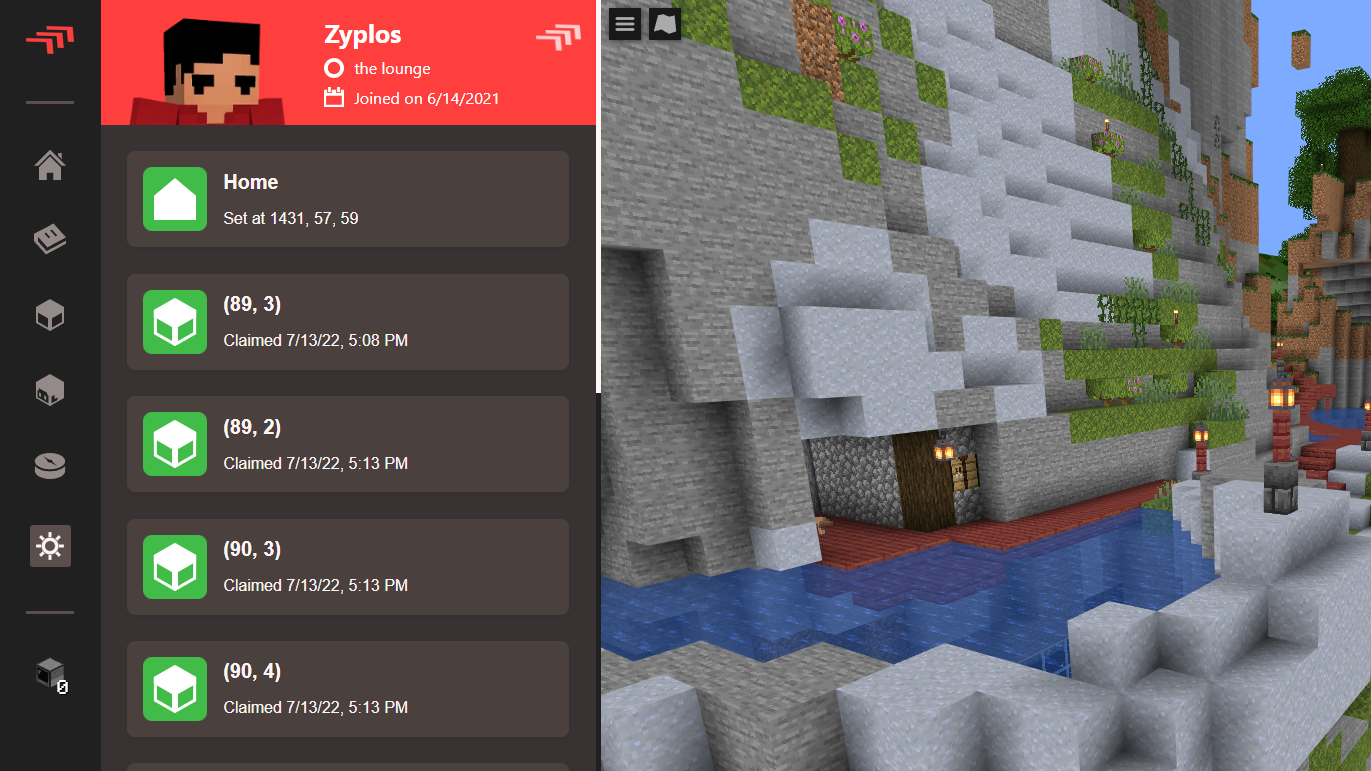 Zyplos
the lounge
Joined on 6/14/2021
Home
Set at 1431, 57, 59
(89, 3)
Claimed 7/13/22, 5:08 PM
(89, 2)
Claimed 7/13/22, 5:13 PM
(90, 3)
Claimed 7/13/22, 5:13 PM
(90, 4)
Claimed 7/13/22, 5:13 PM
0